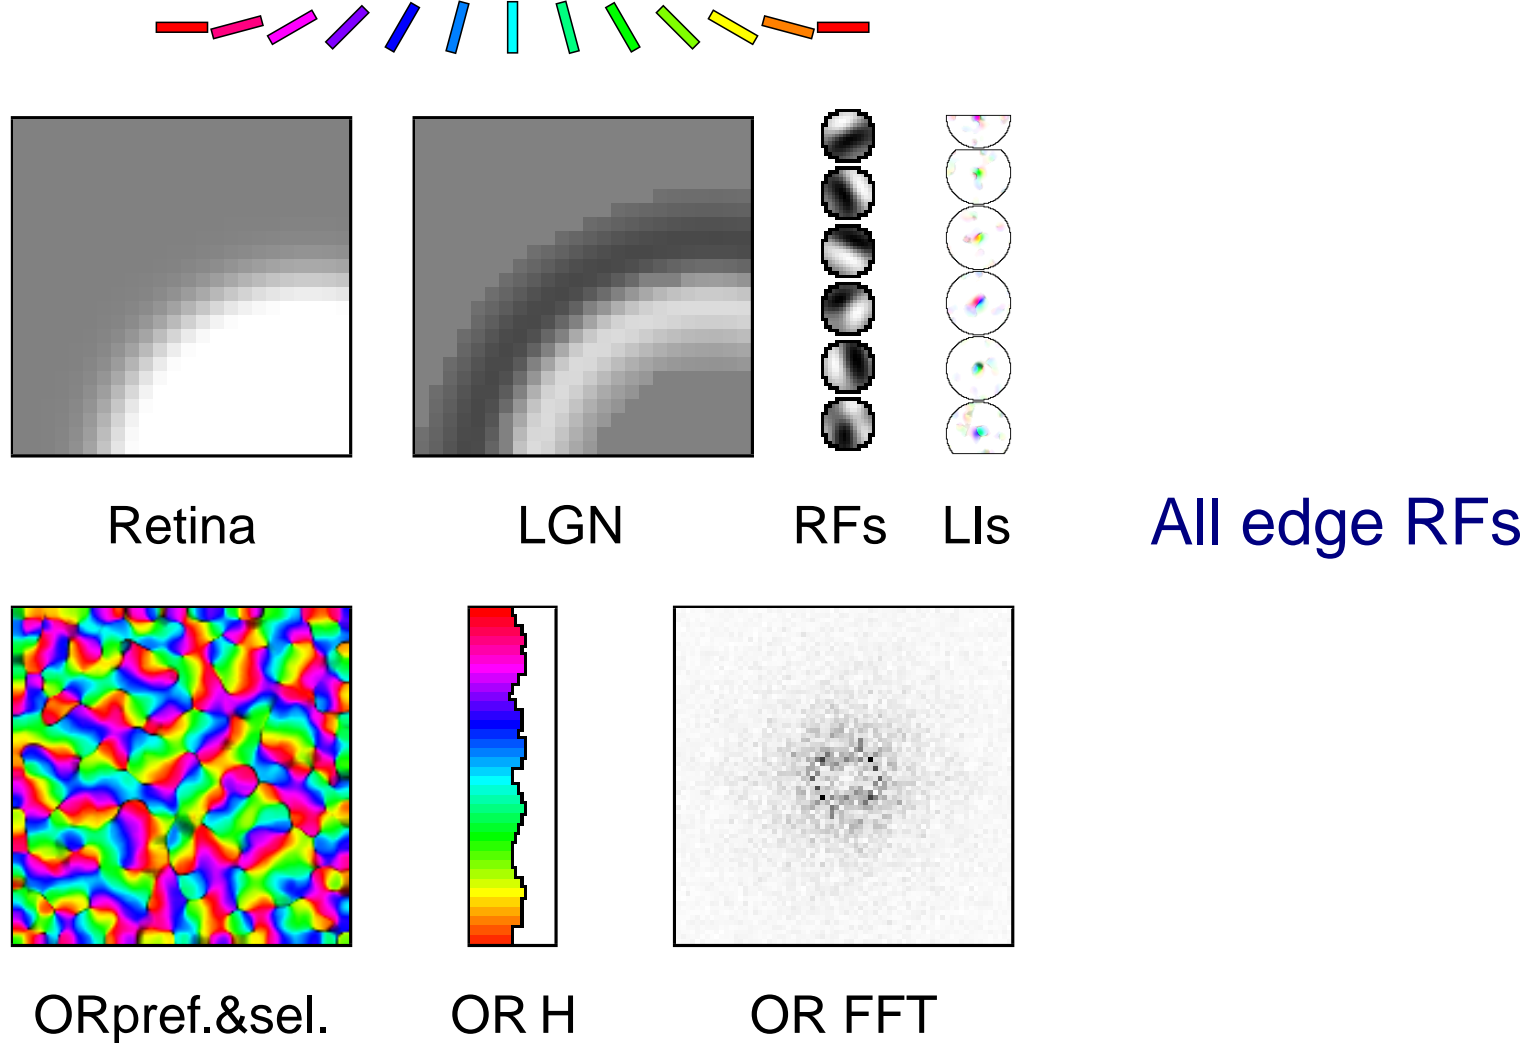 Retina LGN RFs LIs All edge RFs
ORpref.&sel. OR H OR FFT